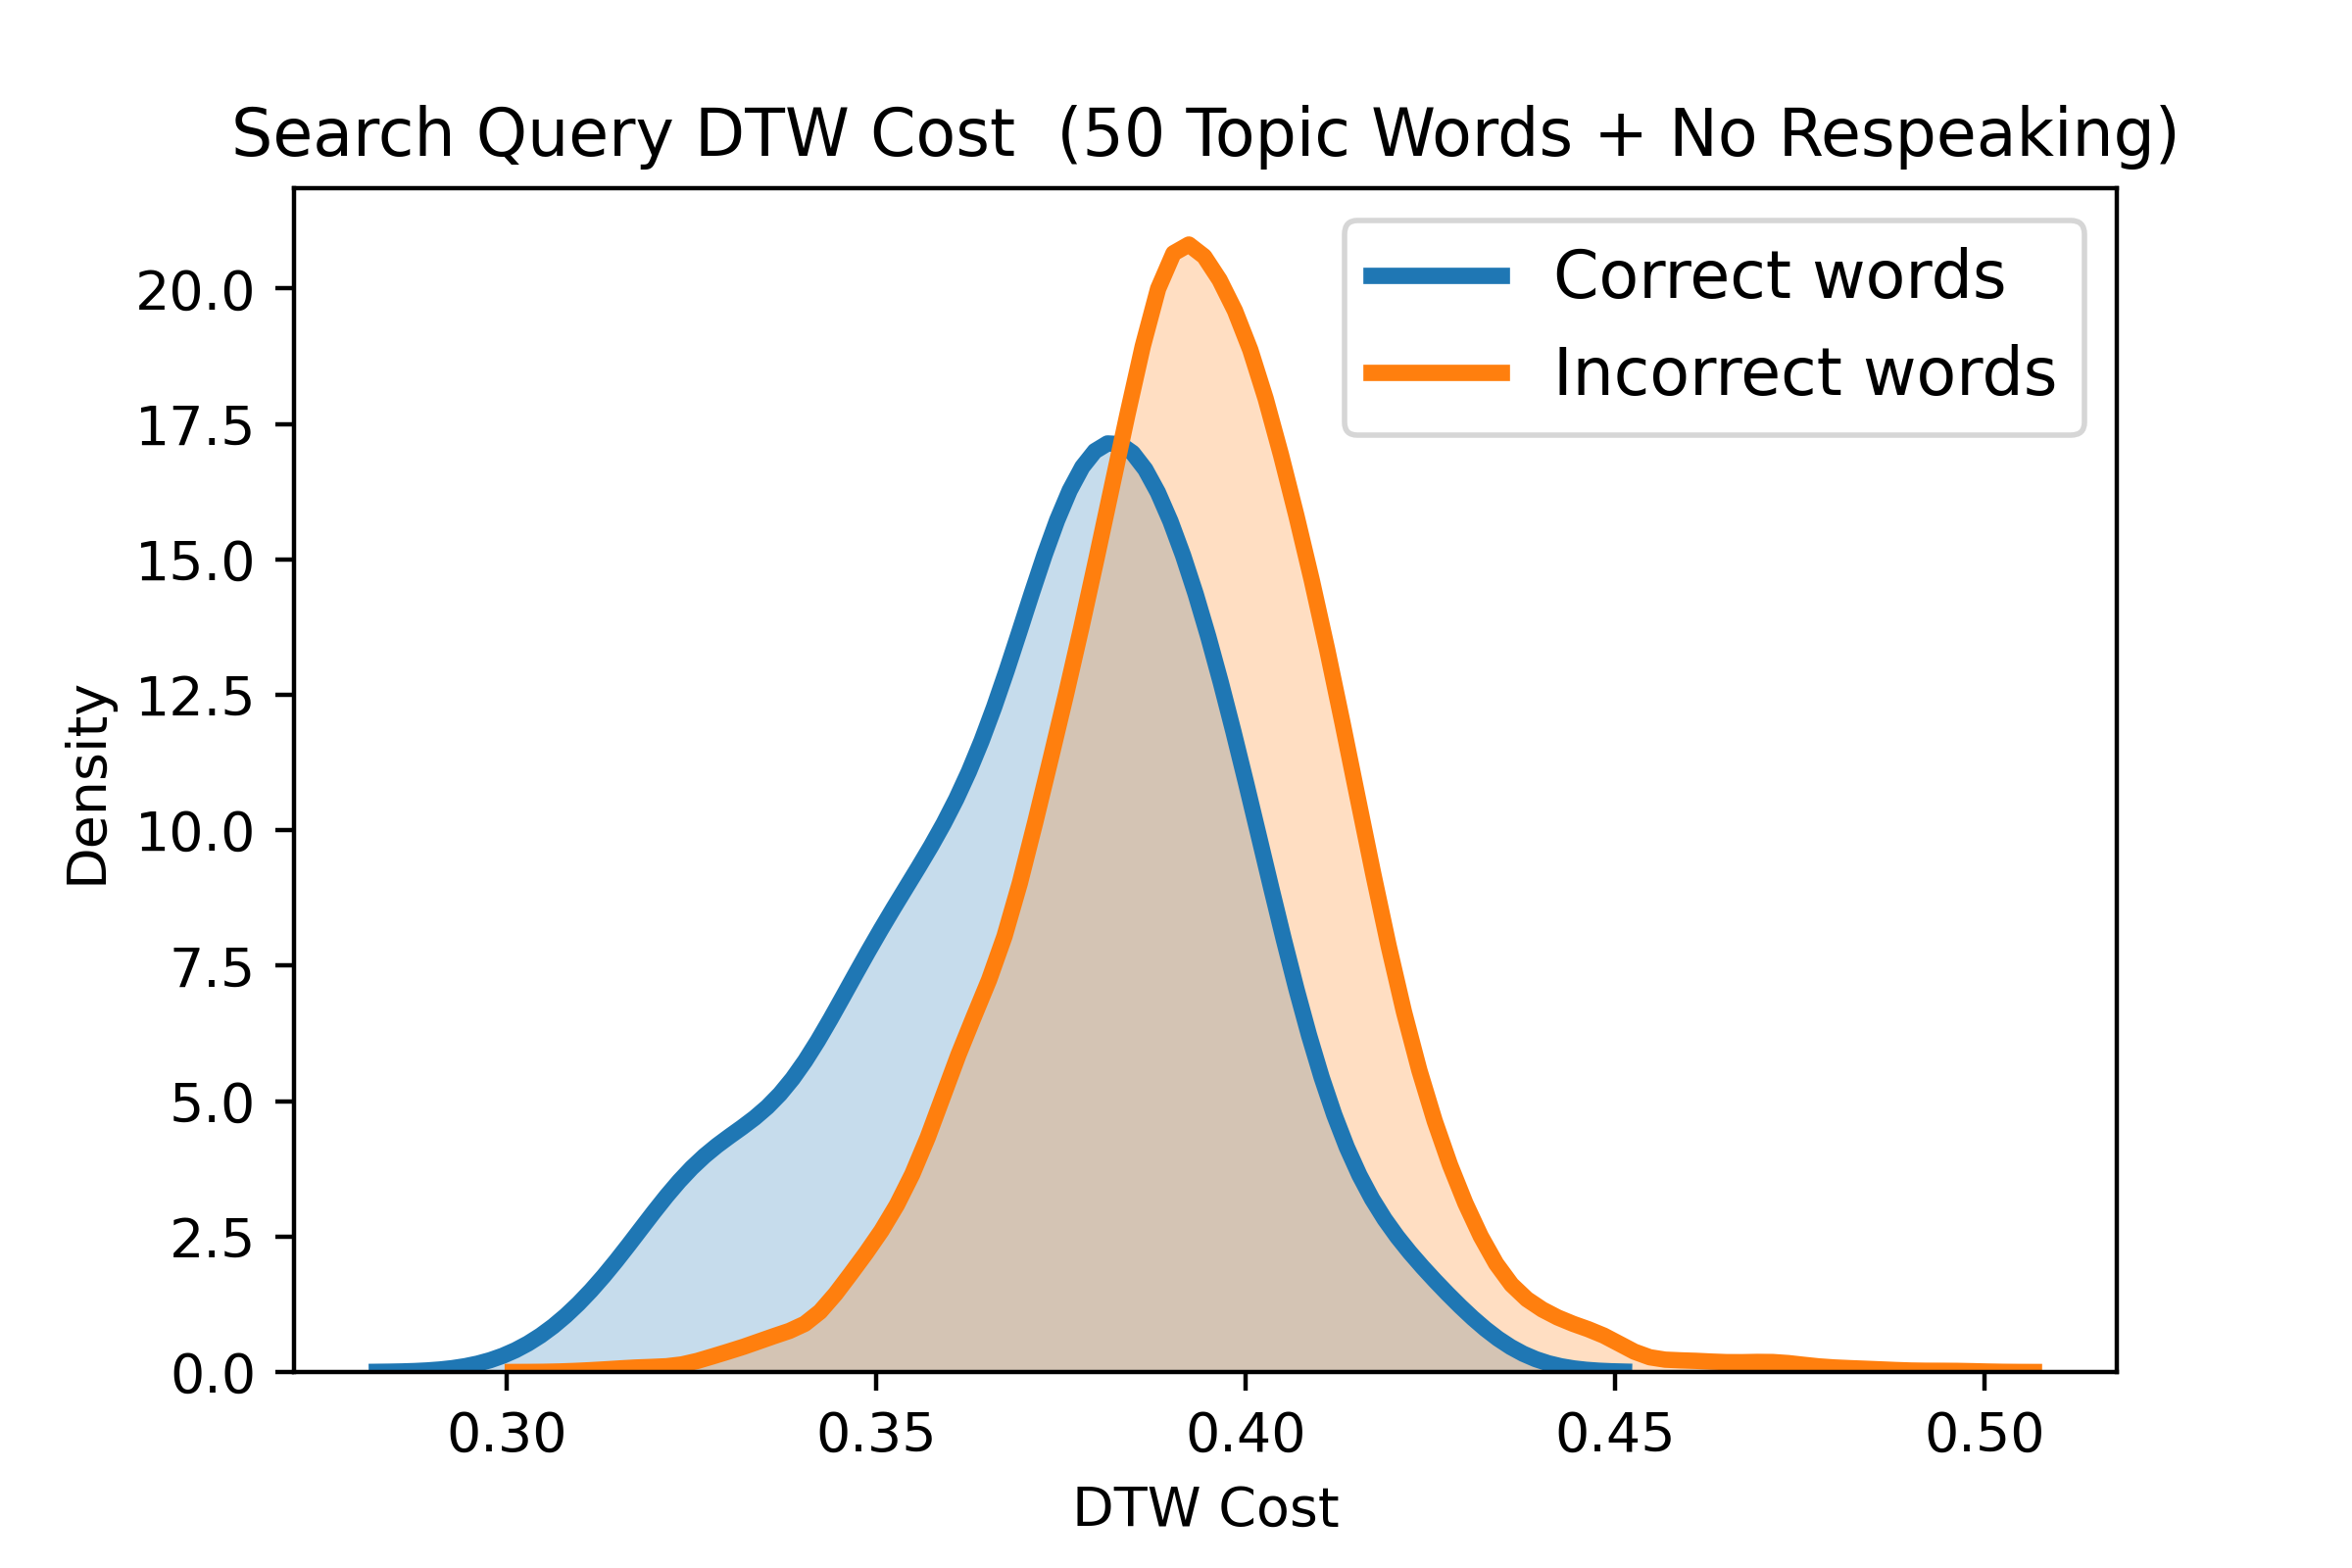 Search Query DTW Cost  (50 Topic Words + No Respeaking)
Correct words
Incorrect words
20.0
17.5
15.0
12.5
10.0
7.5
5.0
2.5
0.0
Density
0.30 0.35 0.40 0.45 0.50
DTW Cost